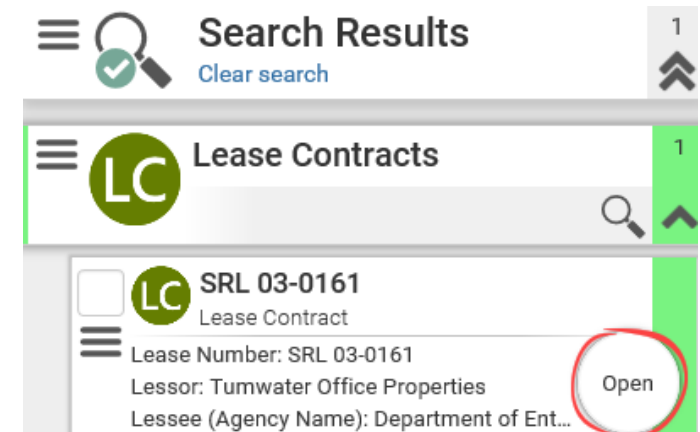 Search Results
1
Clear search
LC
Lease Contracts
1
LC
SRL 03-0161
Lease Contract
Lease Number: SRL 03-0161
Lessor: Tumwater Office Properties
Open
Lessee (Agency Name): Department of Ent...